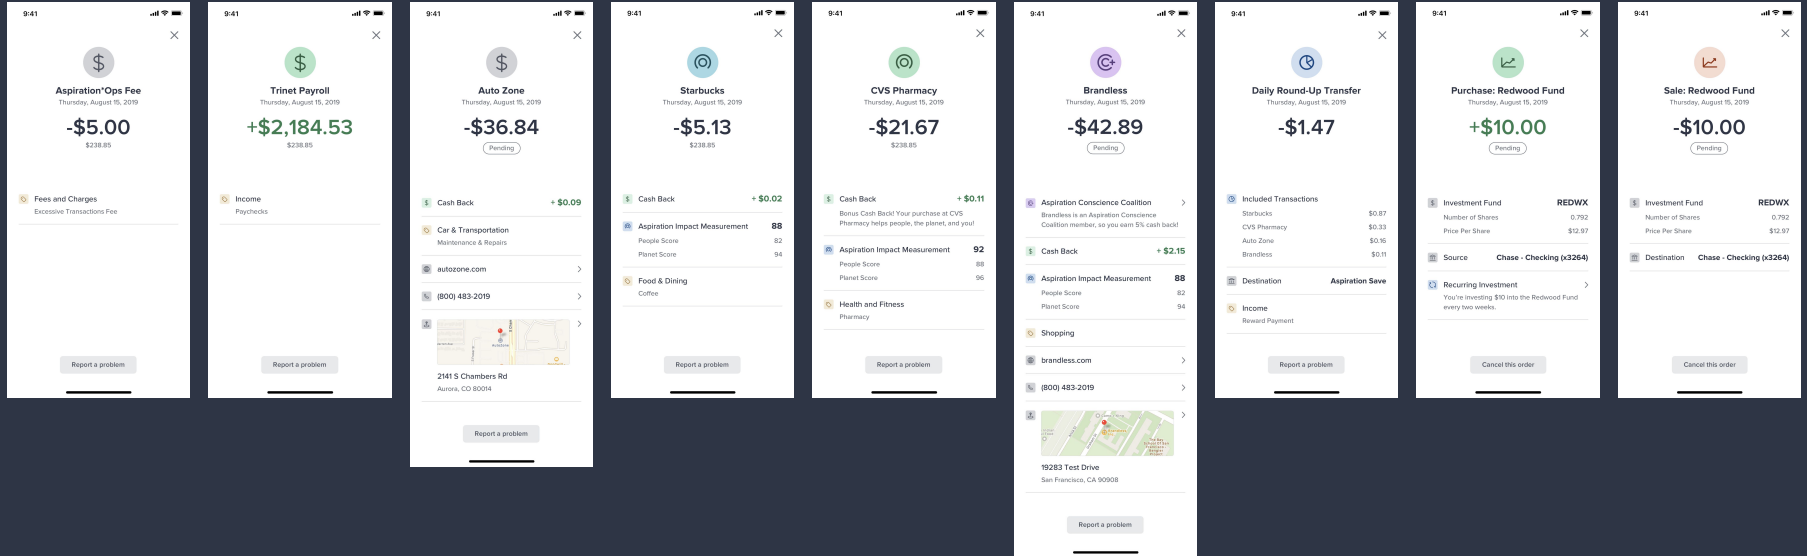 9:41
Aspiration*Ops Fee
Thursday, August 15, 2019
-$5.00
$238.85
Fees and Charges
Excessive Transactions Fee
Report a problem
9:41
Trinet Payroll
Thursday, August 15, 2019
+$2,184.53
$238.85
Income
Paychecks
Report a problem
9:41
Auto Zone
Thursday, August 15, 2019
-$36.84
Pending
Cash Back + $0.09
Car & Transportation
Maintenance & Repairs
autozone.com
(800) 483-2019
AutoZone
2141 S Chambers Rd
Aurora, CO 80014
Report a problem
9:41
Starbucks
Thursday, August 15, 2019
-$5.13
$238.85
Cash Back + $0.02
Aspiration Impact Measurement 88
People Score 82
Planet Score 94
Food & Dining
Coffee
Report a problem
9:41
CVS Pharmacy
Thursday, August 15, 2019
-$21.67
$238.85
Cash Back + $0.11
Bonus Cash Back! Your purchase at CVS
Pharmacy helps people, the planet, and you!
Aspiration Impact Measurement 92
People Score 88
Planet Score 96
Health and Fitness
Pharmacy
Report a problem
9:41
Brandless
Thursday, August 15, 2019
-$42.89
Pending
Aspiration Conscience Coalition
Brandless is an Aspiration Conscience
Coalition member, so you earn 5% cash back!
Cash Back + $2.15
Aspiration Impact Measurement 88
People Score 82
Planet Score 94
Shopping
brandless.com
(800) 483-2019
19283 Test Drive
San Francisco, CA 90908
Report a problem
9:41
Daily Round-Up Transfer
Thursday, August 15, 2019
-$1.47
Included Transactions
Starbucks $0.87
CVS Pharmacy $0.33
Auto Zone $0.16
Brandless $0.11
Destination Aspiration Save
Income
Reward Payment
Report a problem
9:41
Purchase: Redwood Fund
Thursday, August 15, 2019
+$10.00
Pending
Investment Fund REDWX
Number of Shares 0.792
Price Per Share $12.97
Source Chase - Checking (x3264)
Recurring Investment
You're investing $10 into the Redwood Fund
every two weeks.
Cancel this order
9:41
Sale: Redwood Fund
Thursday, August 15, 2019
-$10.00
Pending
Investment Fund REDWX
Number of Shares 0.792
Price Per Share $12.97
Destination Chase - Checking (x3264)
Cancel this order